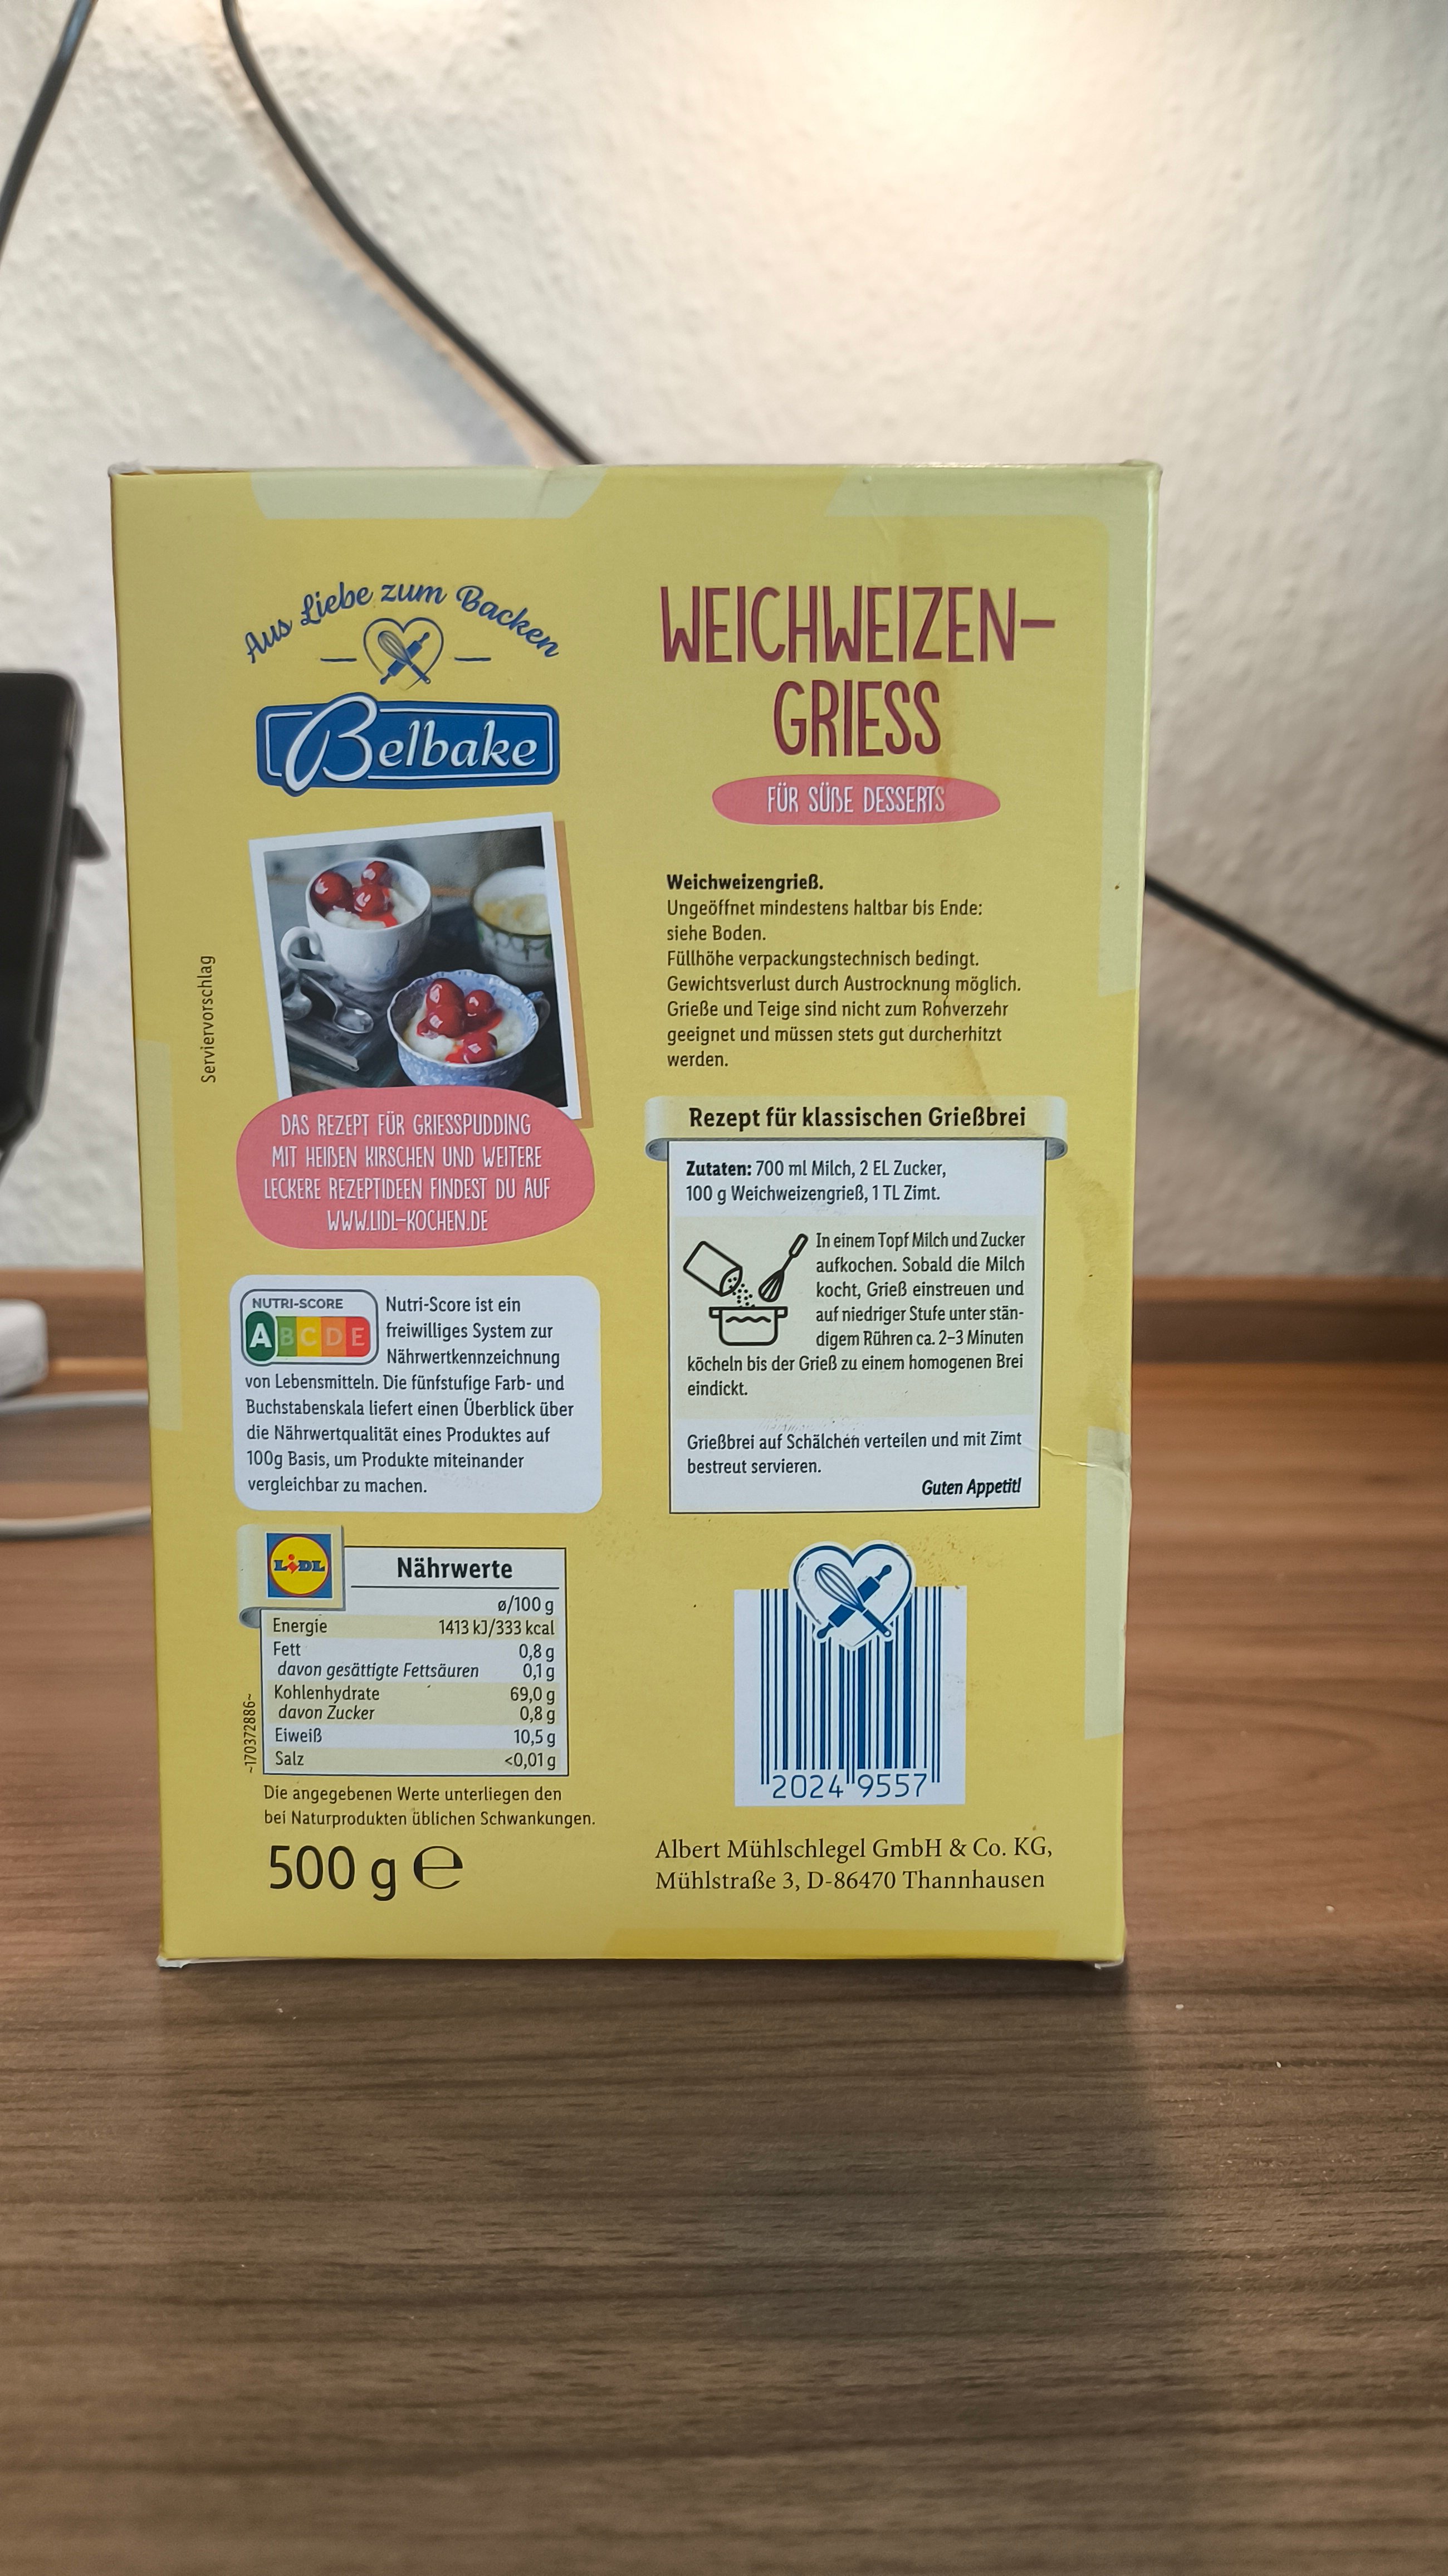 Aus Liebe zum Backen
Belbake
Serviervorschlag
DAS REZEPT FÜR GRIESSPUDDING
MIT HEIßEN KIRSCHEN UND WEITERE
LECKERE REZEPTIDEEN FINDEST DU AUF
WWW.LIDL-KOCHEN.DE
NUTRI-SCORE
A B C D E
Nutri-Score ist ein
freiwilliges System zur
Nährwertkennzeichnung
von Lebensmitteln. Die fünfstufige Farb- und
Buchstabenskala liefert einen Überblick über
die Nährwertqualität eines Produktes auf
100g Basis, um Produkte miteinander
vergleichbar zu machen.
LIDL
Nährwerte
ø/100 g
Energie 1413 kJ/333 kcal
Fett 0,8 g
davon gesättigte Fettsäuren 0,1 g
Kohlenhydrate 69,0 g
davon Zucker 0,8 g
Eiweiß 10,5 g
Salz <0,01 g
~170372886~
Die angegebenen Werte unterliegen den
bei Naturprodukten üblichen Schwankungen.
500 g e
WEICHWEIZEN-
GRIESS
FÜR SÜßE DESSERTS
Weichweizengrieß.
Ungeöffnet mindestens haltbar bis Ende:
siehe Boden.
Füllhöhe verpackungstechnisch bedingt.
Gewichtsverlust durch Austrocknung möglich.
Grieße und Teige sind nicht zum Rohverzehr
geeignet und müssen stets gut durcherhitzt
werden.
Rezept für klassischen Grießbrei
Zutaten: 700 ml Milch, 2 EL Zucker,
100 g Weichweizengrieß, 1 TL Zimt.
In einem Topf Milch und Zucker
aufkochen. Sobald die Milch
kocht, Grieß einstreuen und
auf niedriger Stufe unter stän-
digem Rühren ca. 2–3 Minuten
köcheln bis der Grieß zu einem homogenen Brei
eindickt.
Grießbrei auf Schälchen verteilen und mit Zimt
bestreut servieren.
Guten Appetit!
2024 9557
Albert Mühlschlegel GmbH & Co. KG,
Mühlstraße 3, D-86470 Thannhausen